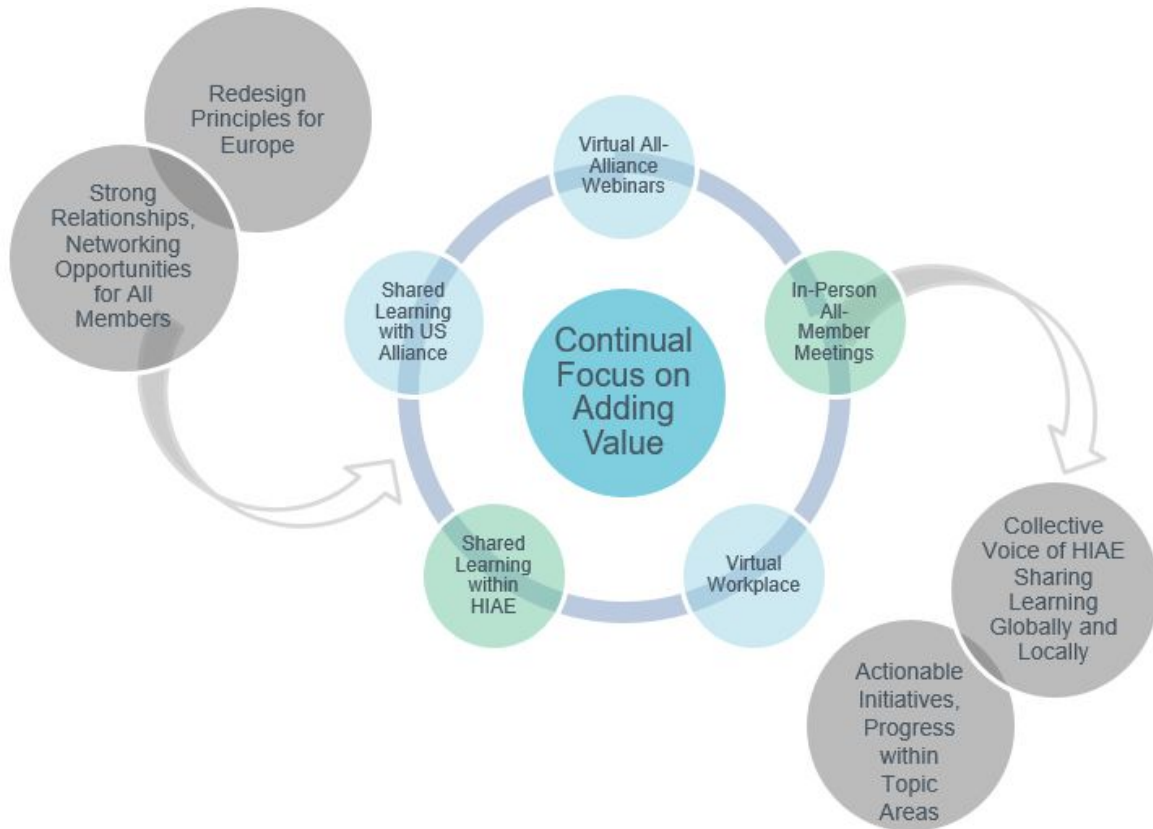 Redesign
Principles for
Europe
Strong
Relationships,
Networking
Opportunities
for All
Members
Virtual All-
Alliance
Webinars
Shared
Learning
with US
Alliance
In-Person
All-
Member
Meetings
Continual
Focus on
Adding
Value
Shared
Learning
within
HIAE
Virtual
Workplace
Collective
Voice of HIAE
Sharing
Learning
Globally and
Locally
Actionable
Initiatives,
Progress
within
Topic
Areas